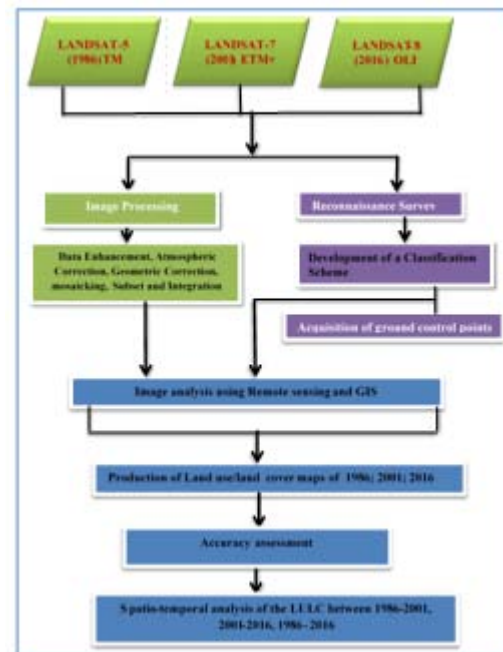 LANDSAT-5
(1986)TM
LANDSAT-7
(2001) ETM+
LANDSAT-8
(2016) OLI
Image Processing
Reconnaissance Survey
Data Enhancement, Atmospheric
Correction, Geometric Correction,
mosaicking, Subset and Integration
Development of a Classification
Scheme
Acquisition of ground control points
Image analysis using Remote sensing and GIS
Production of Land use/land cover maps of 1986; 2001; 2016
Accuracy assessment
Spatio-temporal analysis of the LULC between 1986-2001,
2001-2016, 1986-2016